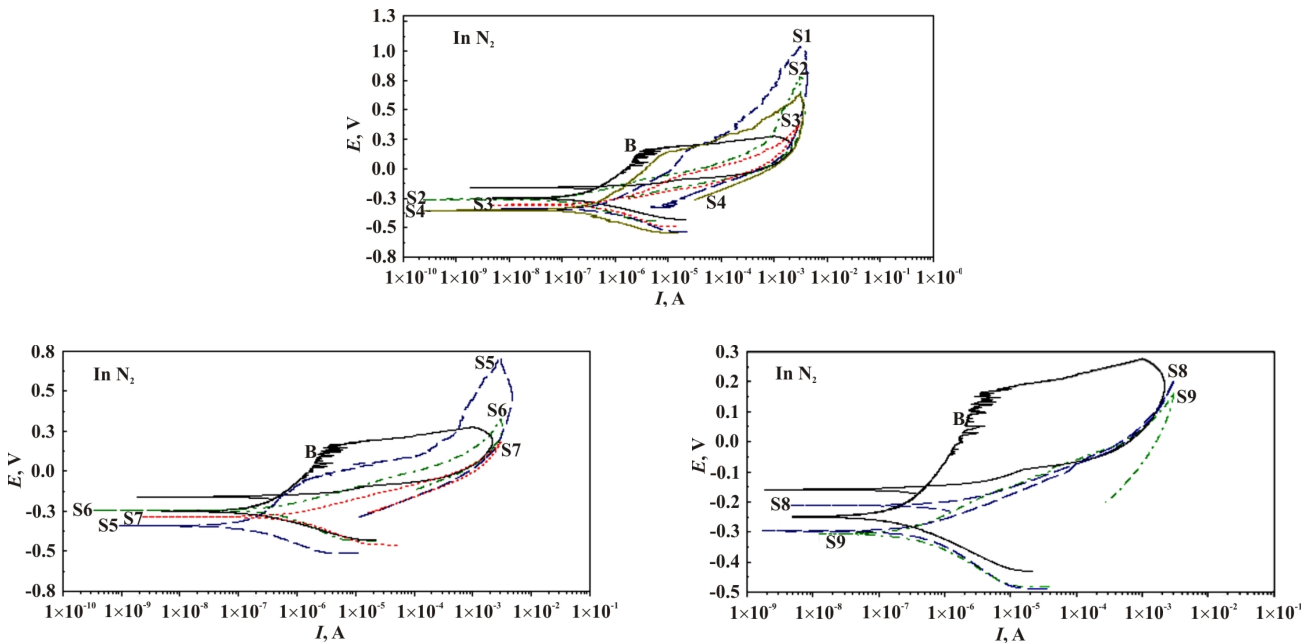 In N2
1.3
1.0
0.8
0.5
0.3
0.0
-0.3
-0.5
-0.8
E, V
S1
S2
S3
B
S2
S3
S4
S4
1×10-10 1×10-9 1×10-8 1×10-7 1×10-6 1×10-5 1×10-4 1×10-3 1×10-2 1×10-1 1×10-0
I, A
In N2
0.8
0.5
0.3
0.0
-0.3
-0.5
-0.8
E, V
S5
S6
B
S7
S6
S7
S5
1×10-10 1×10-9 1×10-8 1×10-7 1×10-6 1×10-5 1×10-4 1×10-3 1×10-2 1×10-1
I, A
In N2
0.3
0.2
0.1
0.0
-0.1
-0.2
-0.3
-0.4
-0.5
E, V
S8
S9
B
S8
S9
1×10-9 1×10-8 1×10-7 1×10-6 1×10-5 1×10-4 1×10-3 1×10-2 1×10-1
I, A